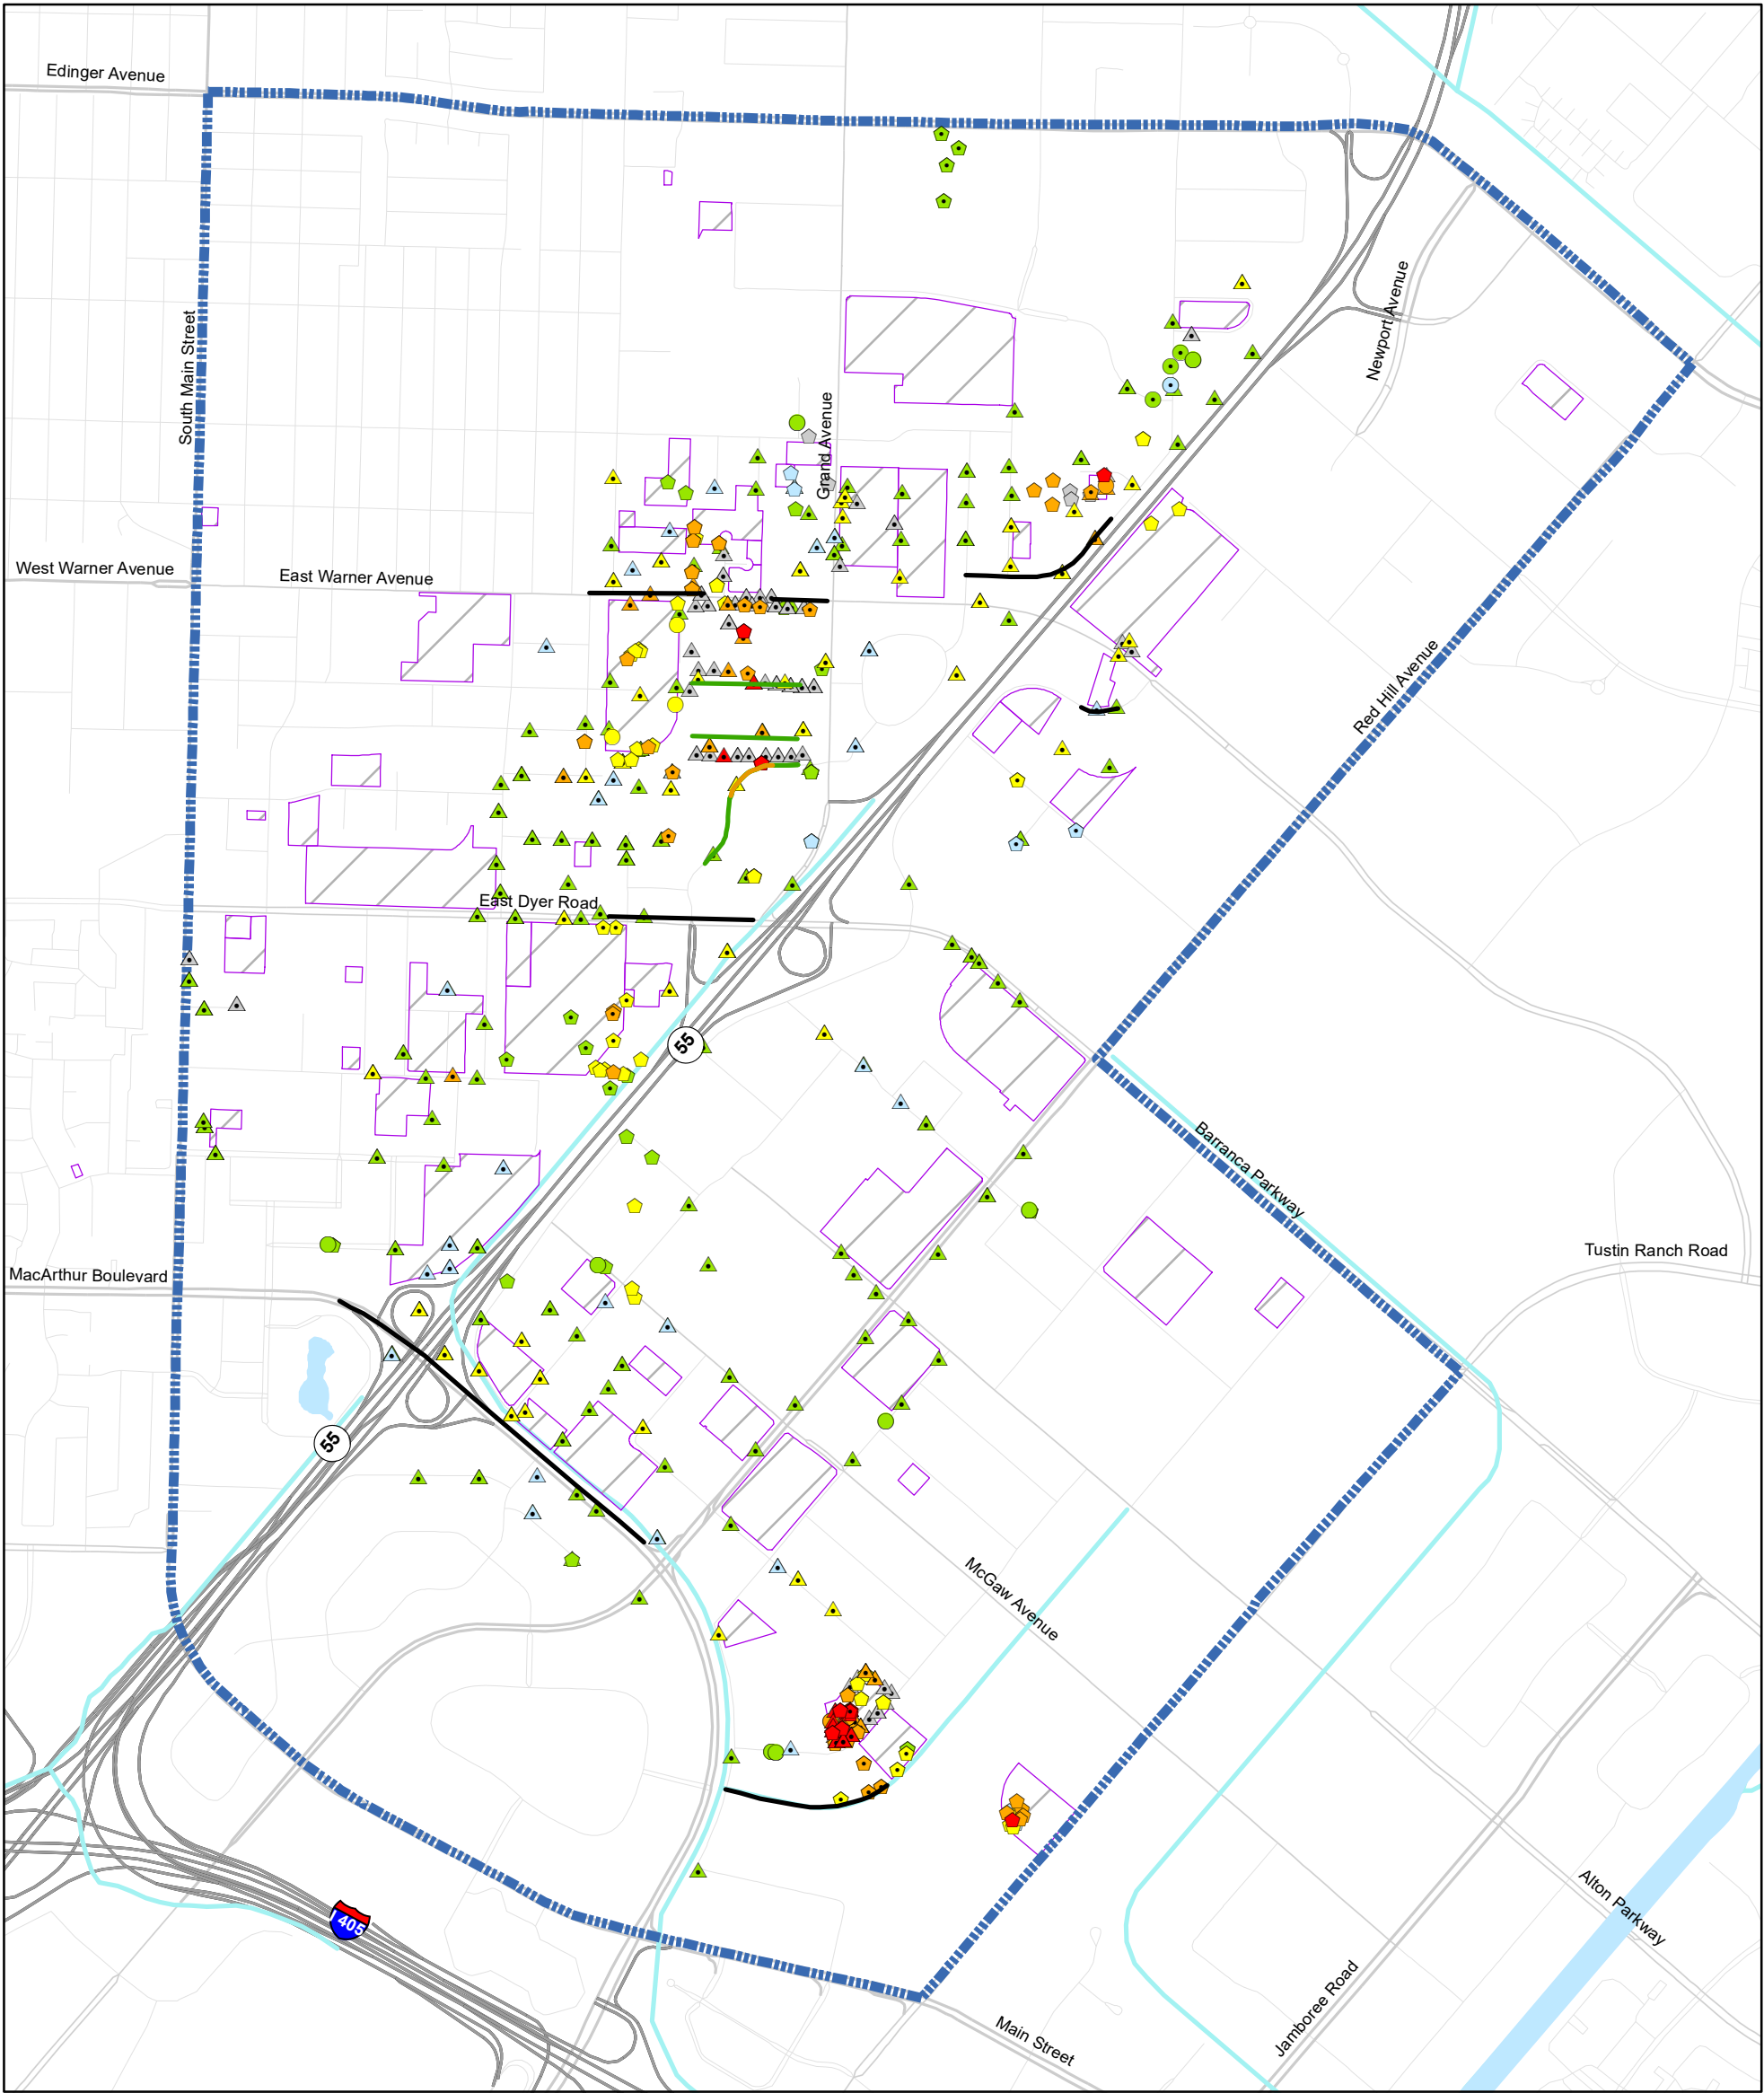 Edinger Avenue
Newport Avenue
South Main Street
Grand Avenue
West Warner Avenue
East Warner Avenue
Red Hill Avenue
East Dyer Road
55
Barranca Parkway
Tustin Ranch Road
MacArthur Boulevard
55
McGaw Avenue
Alton Parkway
I 405
Jamboree Road
Main Street